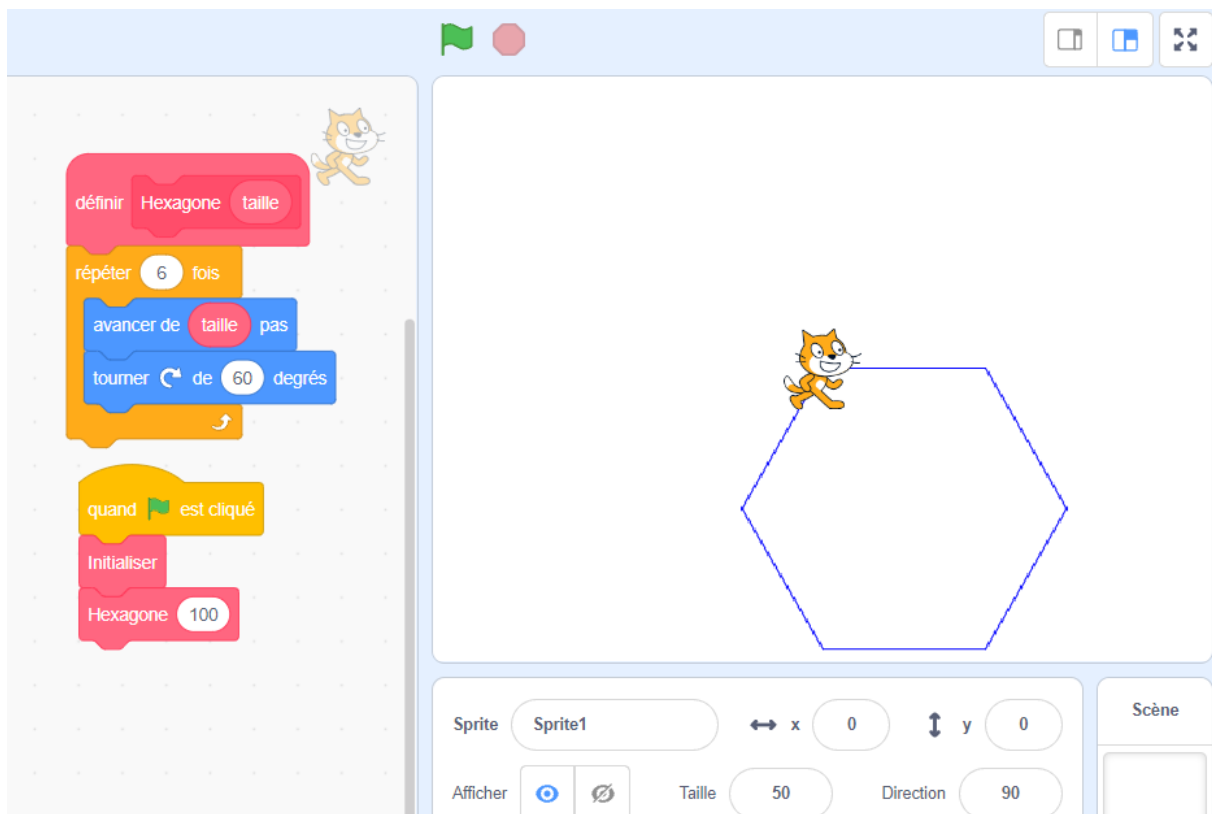 définir Hexagone taille
répéter 6 fois
avancer de taille pas
tourner de 60 degrés
quand est cliqué
Initialiser
Hexagone 100
Sprite Sprite1 x 0 y 0
Afficher Taille 50 Direction 90
Scène